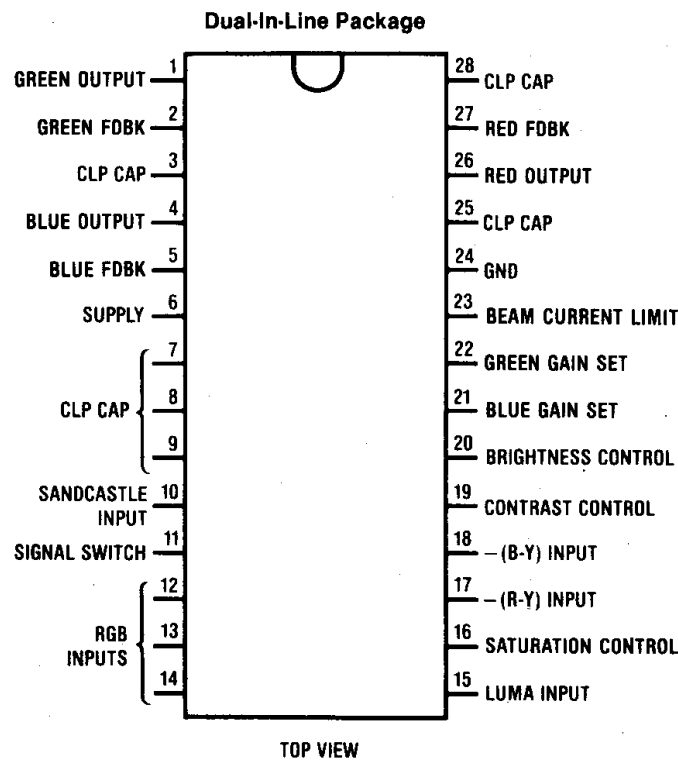 Dual-In-Line Package
GREEN OUTPUT 1
GREEN FDBK 2
CLP CAP 3
BLUE OUTPUT 4
BLUE FDBK 5
SUPPLY 6
7
CLP CAP 8
9
SANDCASTLE 10
INPUT
SIGNAL SWITCH 11
12
RGB 13
INPUTS
14
28 CLP CAP
27 RED FDBK
26 RED OUTPUT
25 CLP CAP
24 GND
23 BEAM CURRENT LIMIT
22 GREEN GAIN SET
21 BLUE GAIN SET
20 BRIGHTNESS CONTROL
19 CONTRAST CONTROL
18 –(B-Y) INPUT
17 –(R-Y) INPUT
16 SATURATION CONTROL
15 LUMA INPUT
TOP VIEW